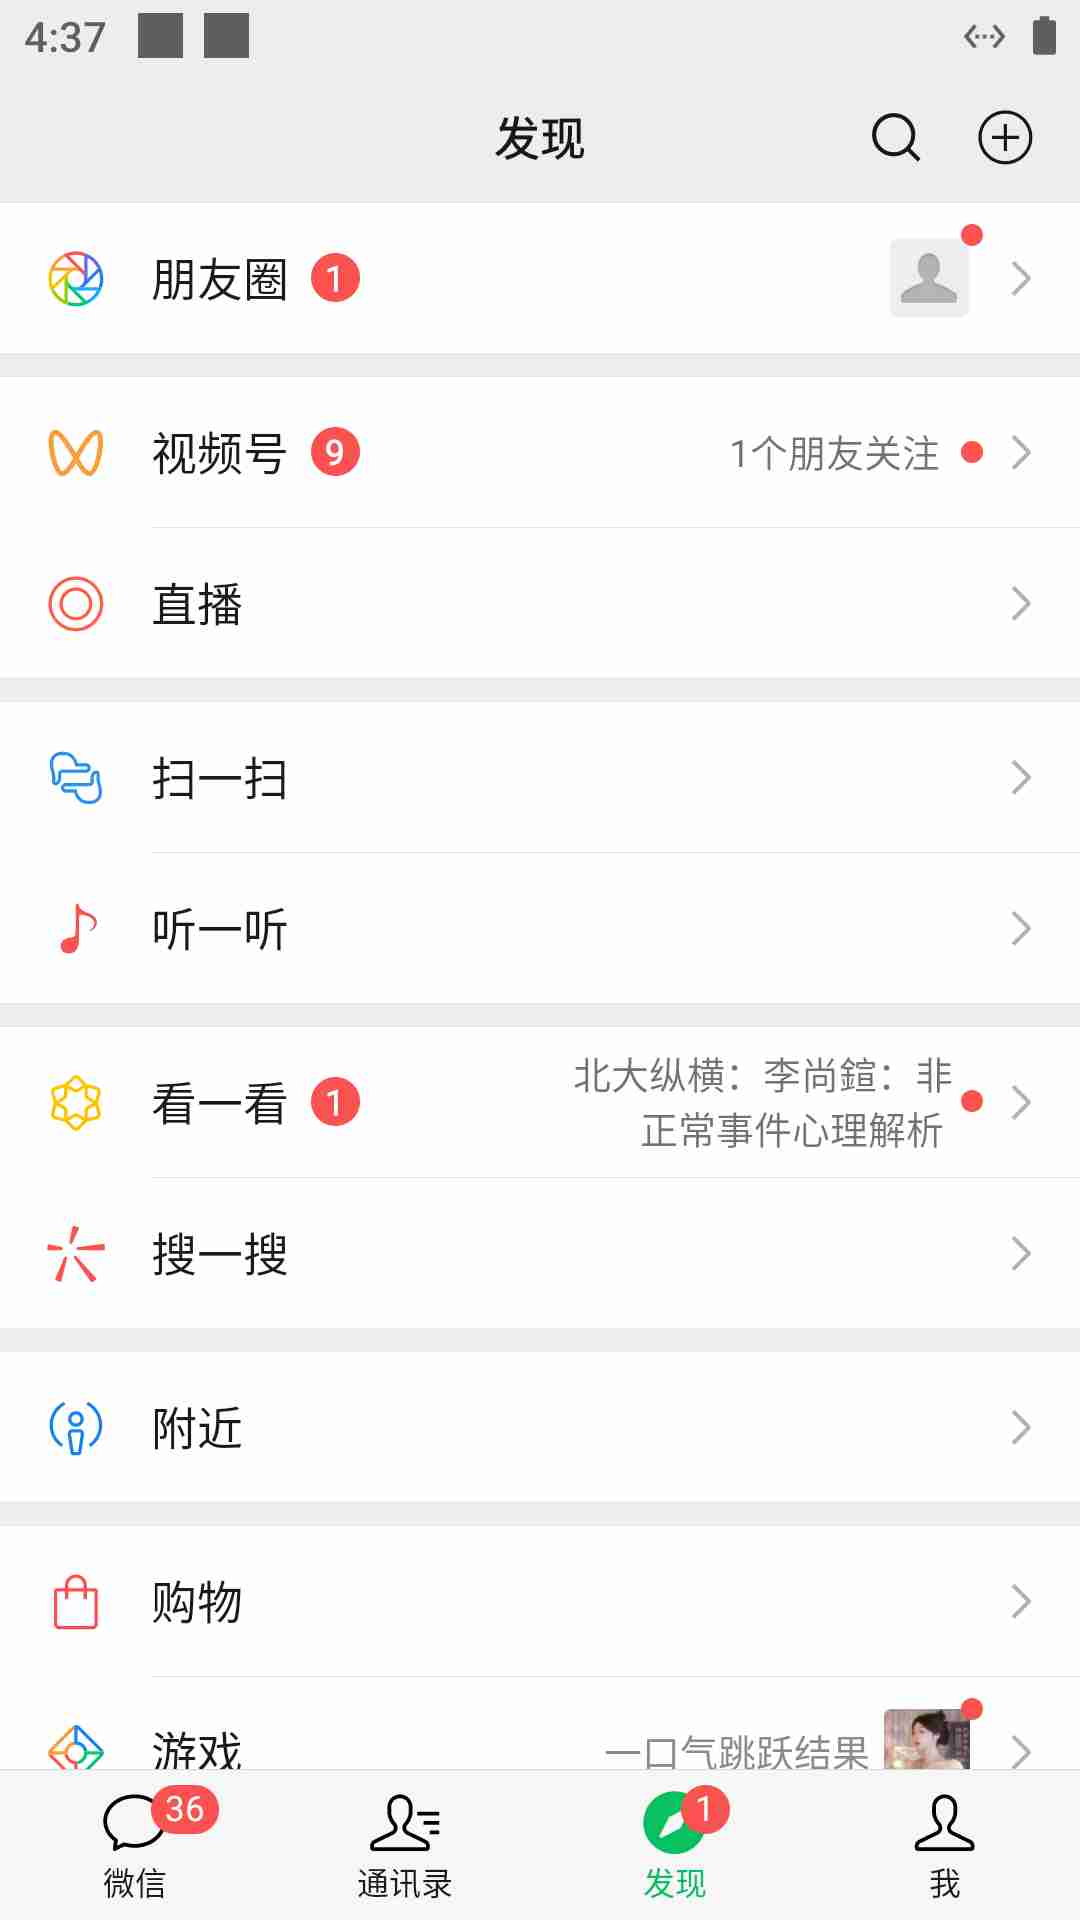 4:37
发现
朋友圈 1
视频号 9 1个朋友关注
直播
扫一扫
听一听
看一看 1 北大纵横：李尚鍹：非
正常事件心理解析
搜一搜
附近
购物
游戏 一口气跳跃结果
36 1
微信 通讯录 发现 我